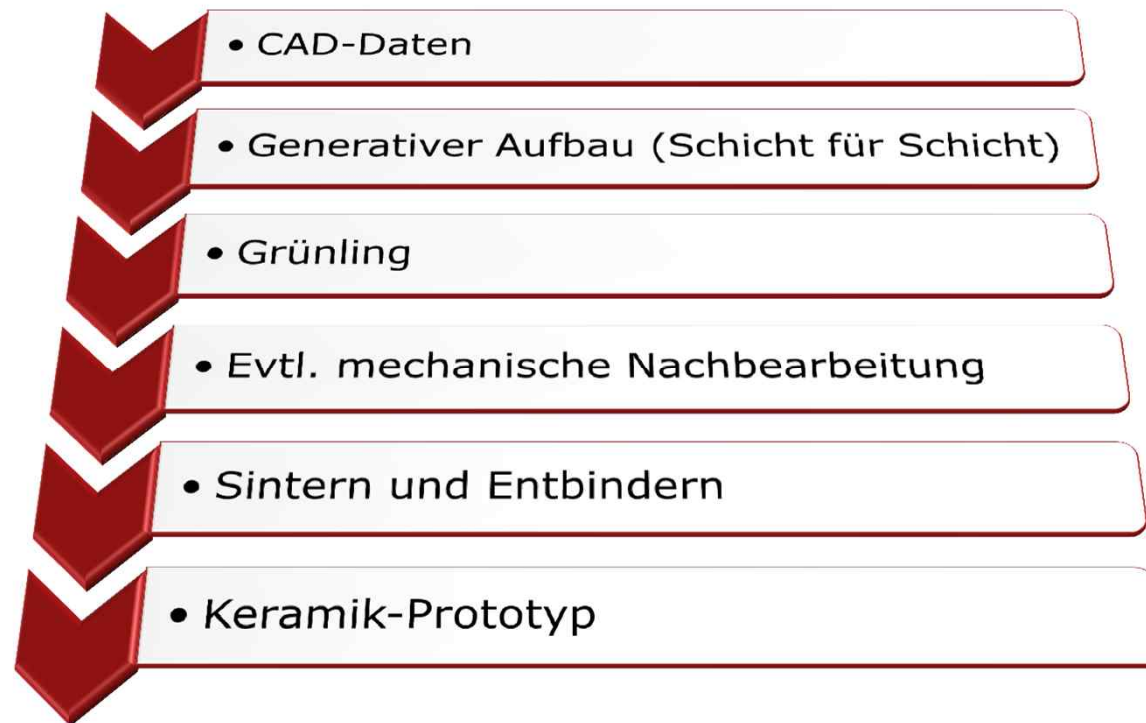 • CAD-Daten
• Generativer Aufbau (Schicht für Schicht)
• Grünling
• Evtl. mechanische Nachbearbeitung
• Sintern und Entbindern
• Keramik-Prototyp